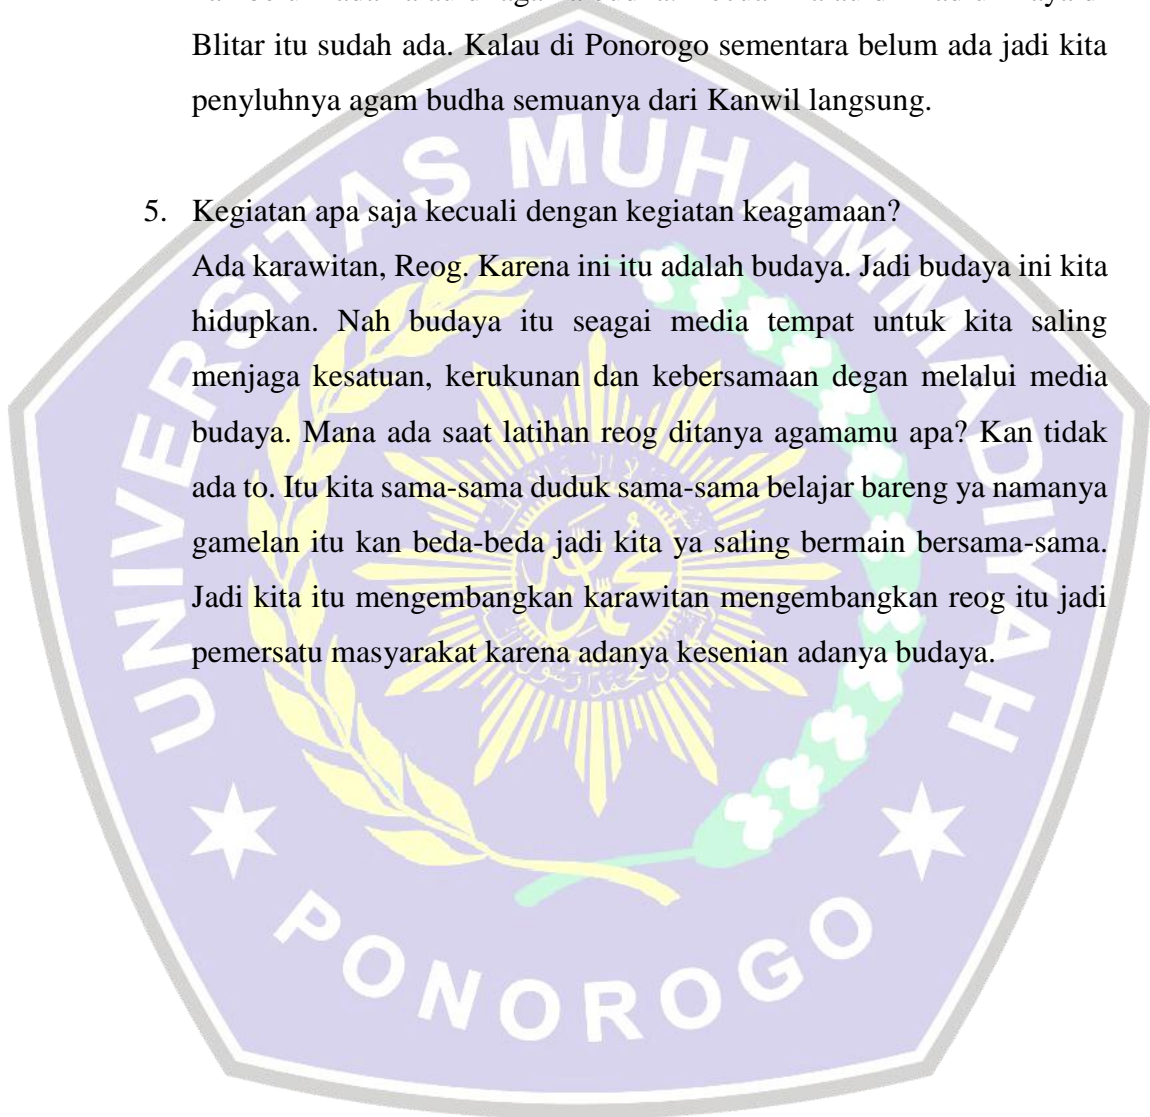 Blitar itu sudah ada. Kalau di Ponorogo sementara belum ada jadi kita
penyluhnya agam budha semuanya dari Kanwil langsung.
5. Kegiatan apa saja kecuali dengan kegiatan keagamaan?
Ada karawitan, Reog. Karena ini itu adalah budaya. Jadi budaya ini kita
hidupkan. Nah budaya itu seagai media tempat untuk kita saling
menjaga kesatuan, kerukunan dan kebersamaan degan melalui media
budaya. Mana ada saat latihan reog ditanya agamamu apa? Kan tidak
ada to. Itu kita sama-sama duduk sama-sama belajar bareng ya namanya
gamelan itu kan beda-beda jadi kita ya saling bermain bersama-sama.
Jadi kita itu mengembangkan karawitan mengembangkan reog itu jadi
pemersatu masyarakat karena adanya kesenian adanya budaya.
UNIVERSITAS MUHAMMADIYAH
PONOROGO